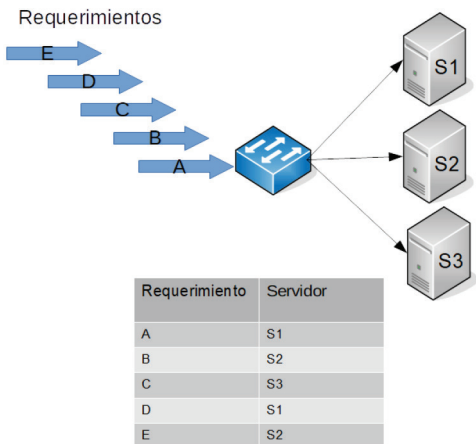 Requerimientos
E
D
C
B
A
S1
S2
S3
Requerimiento Servidor
A S1
B S2
C S3
D S1
E S2